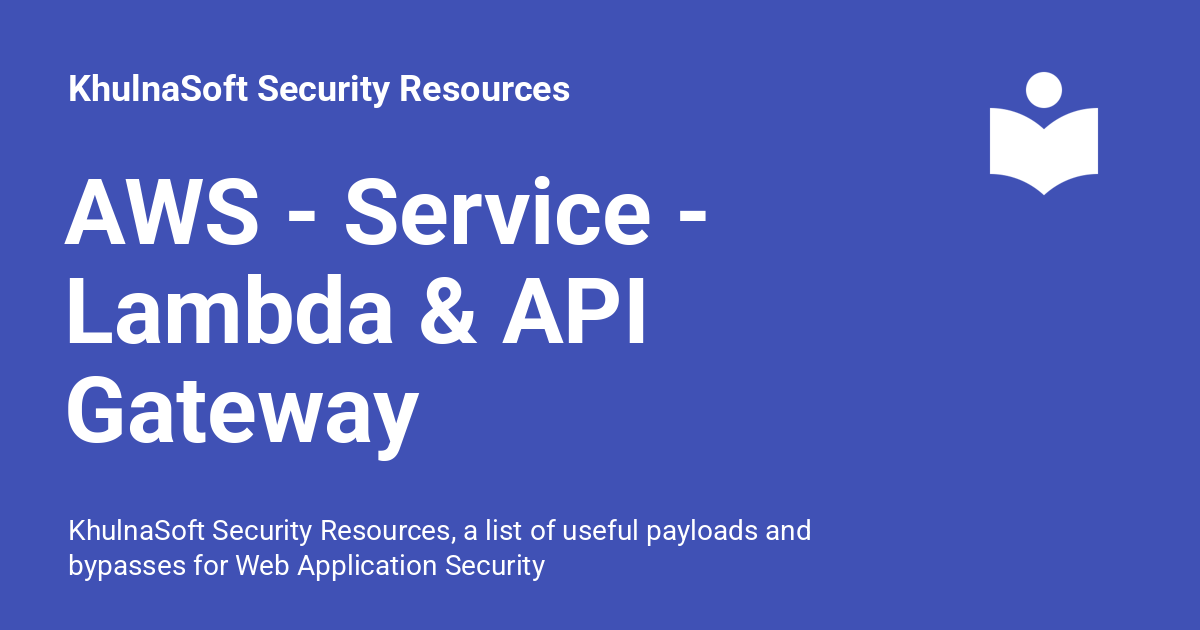 KhulnaSoft Security Resources
AWS - Service -
Lambda & API
Gateway
KhulnaSoft Security Resources, a list of useful payloads and
bypasses for Web Application Security